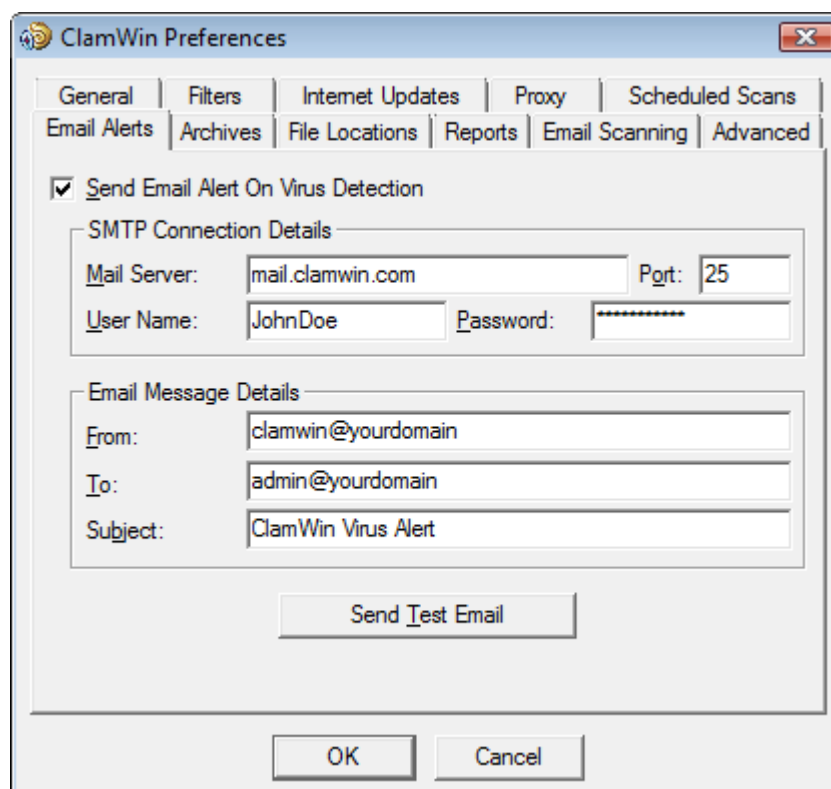 ClamWin Preferences
General Filters Internet Updates Proxy Scheduled Scans
Email Alerts Archives File Locations Reports Email Scanning Advanced
Send Email Alert On Virus Detection
SMTP Connection Details
Mail Server: mail.clamwin.com Port: 25
User Name: JohnDoe Password: ***********
Email Message Details
From: clamwin@yourdomain
To: admin@yourdomain
Subject: ClamWin Virus Alert
Send Test Email
OK Cancel